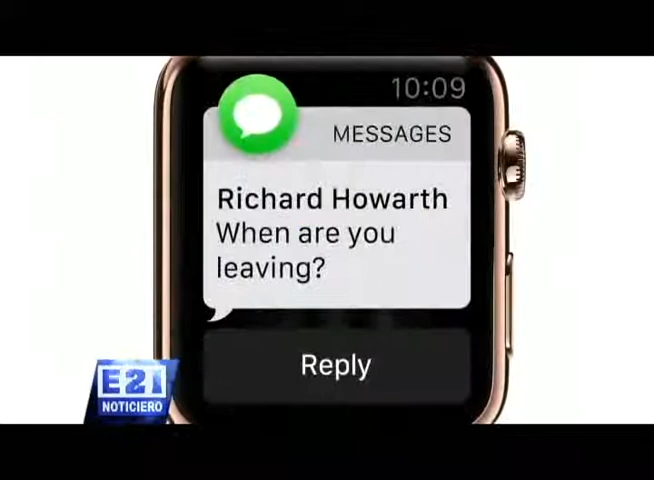 10:09
MESSAGES
Richard Howarth
When are you
leaving?
Reply
E21
NOTICIERO